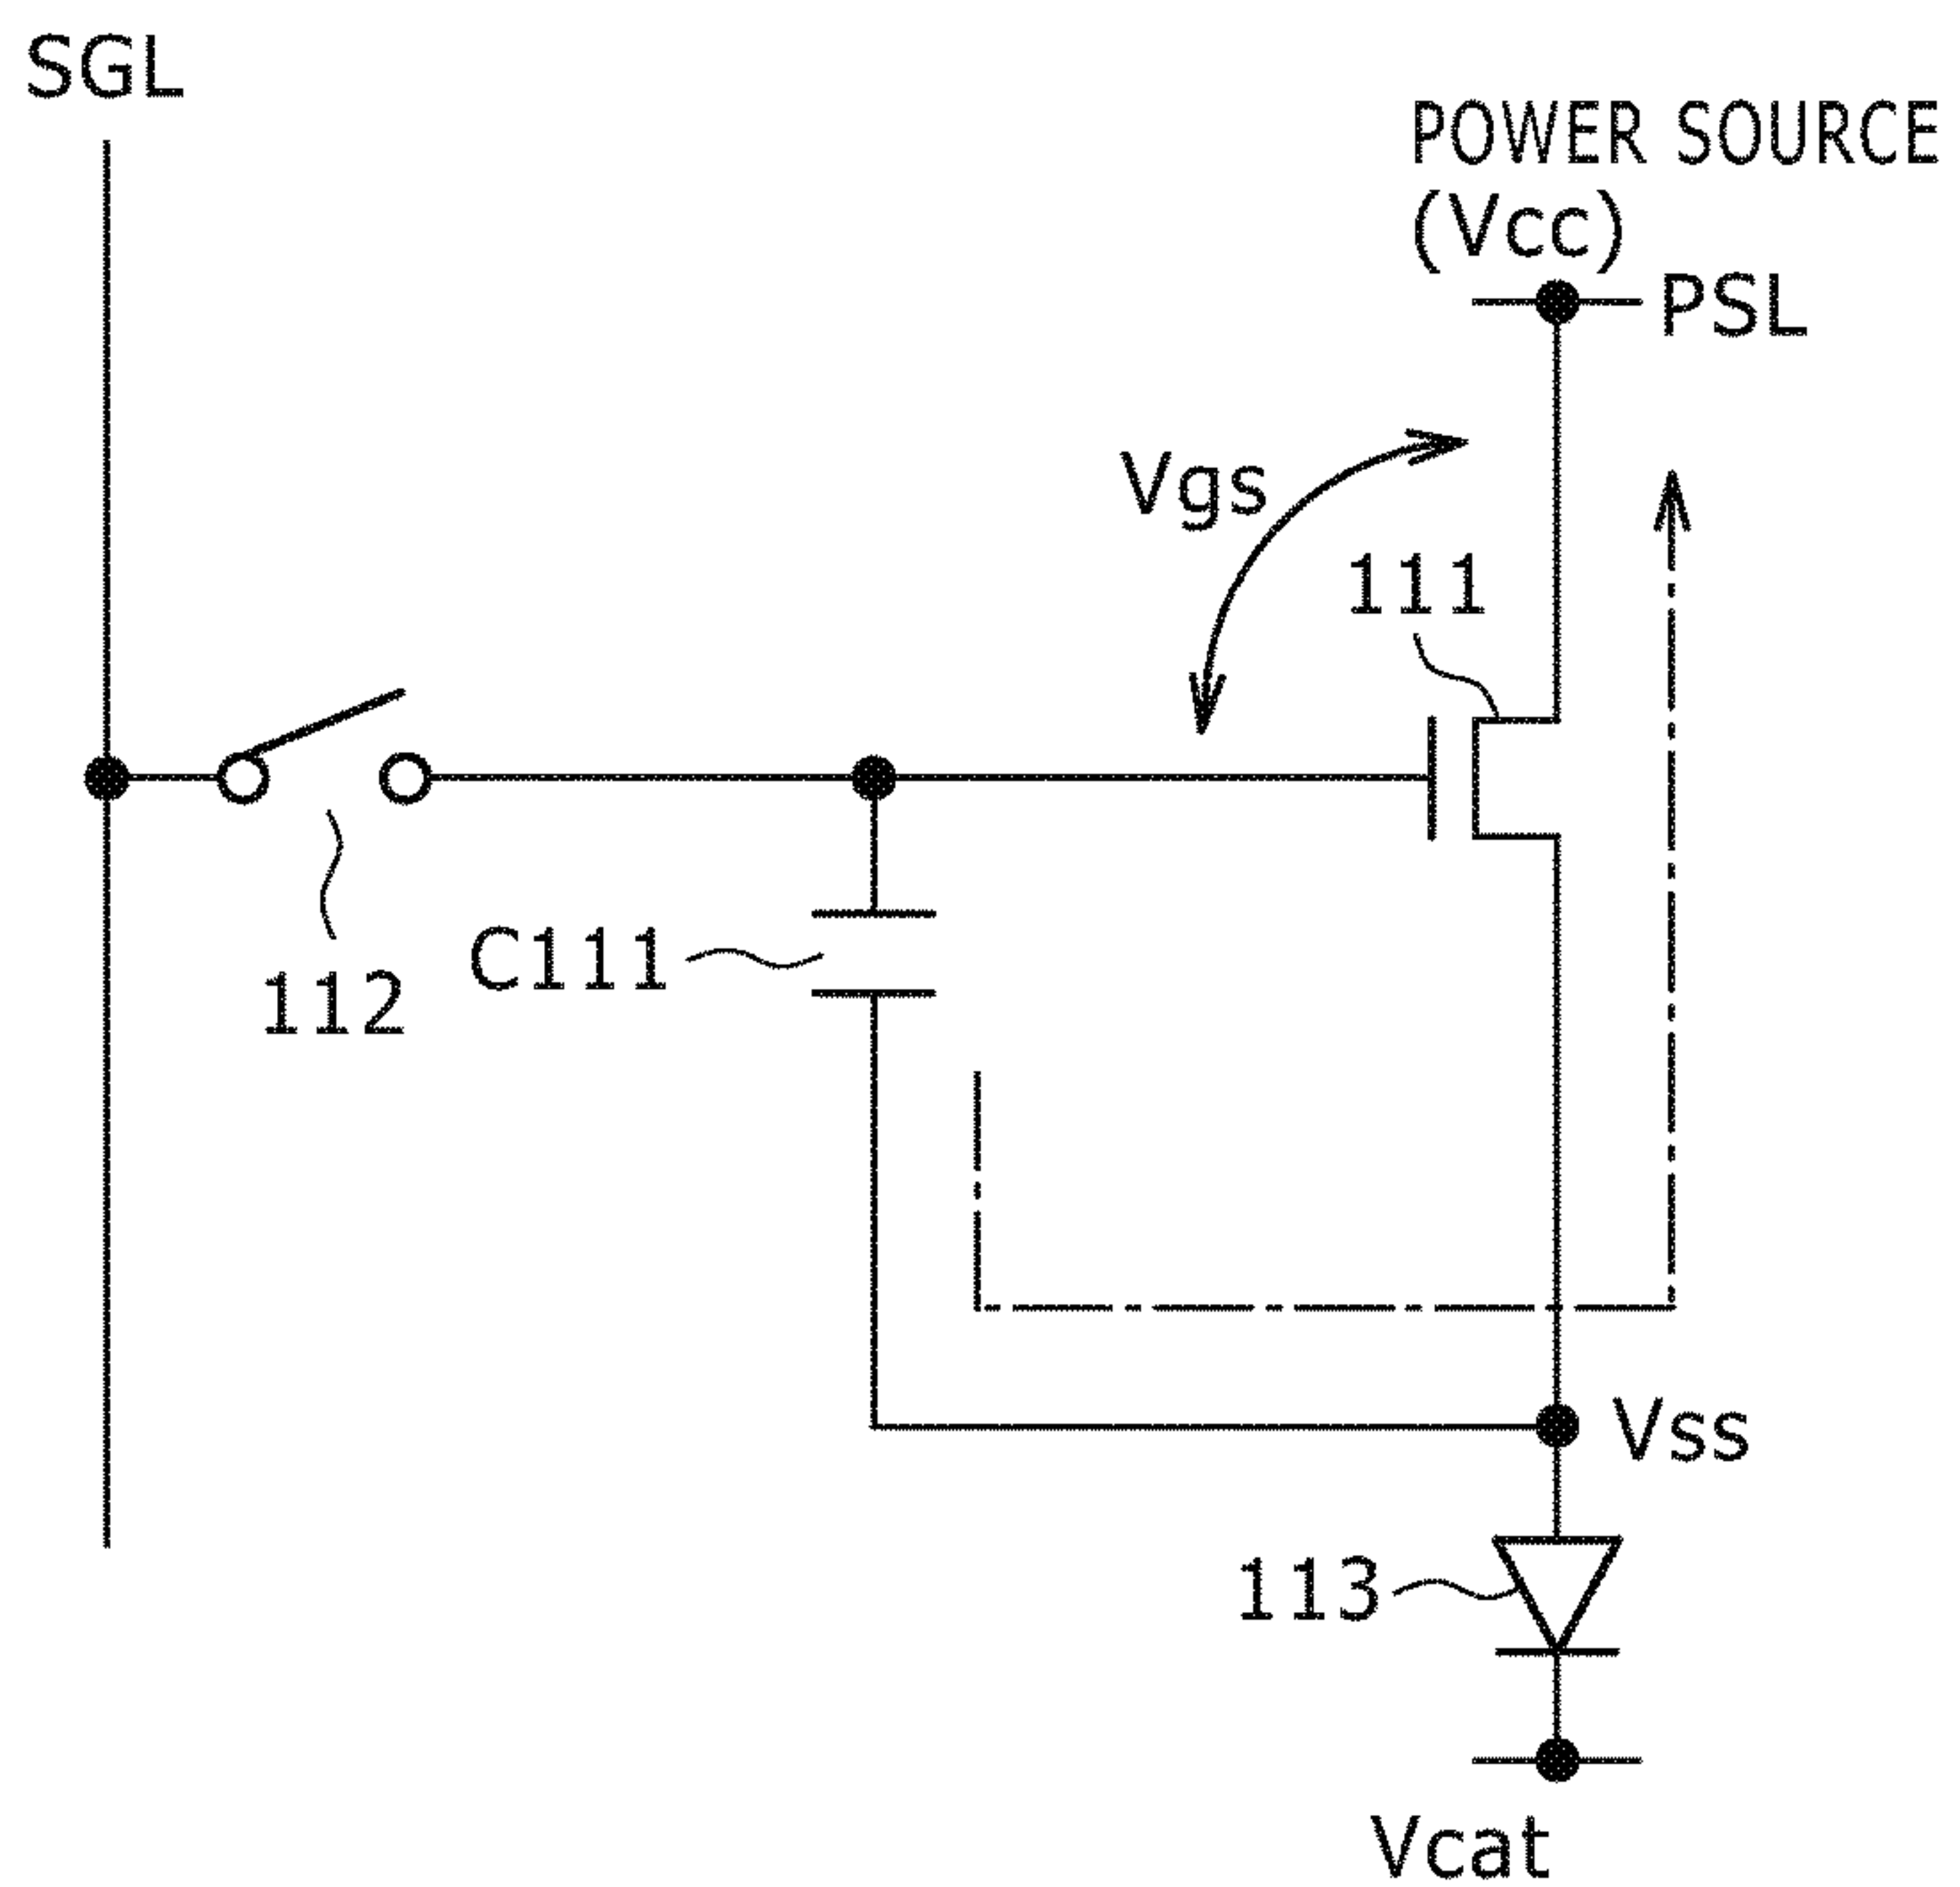 SGL
POWER SOURCE
(Vcc)
PSL
Vgs
111
C111
112
Vss
113
Vcat